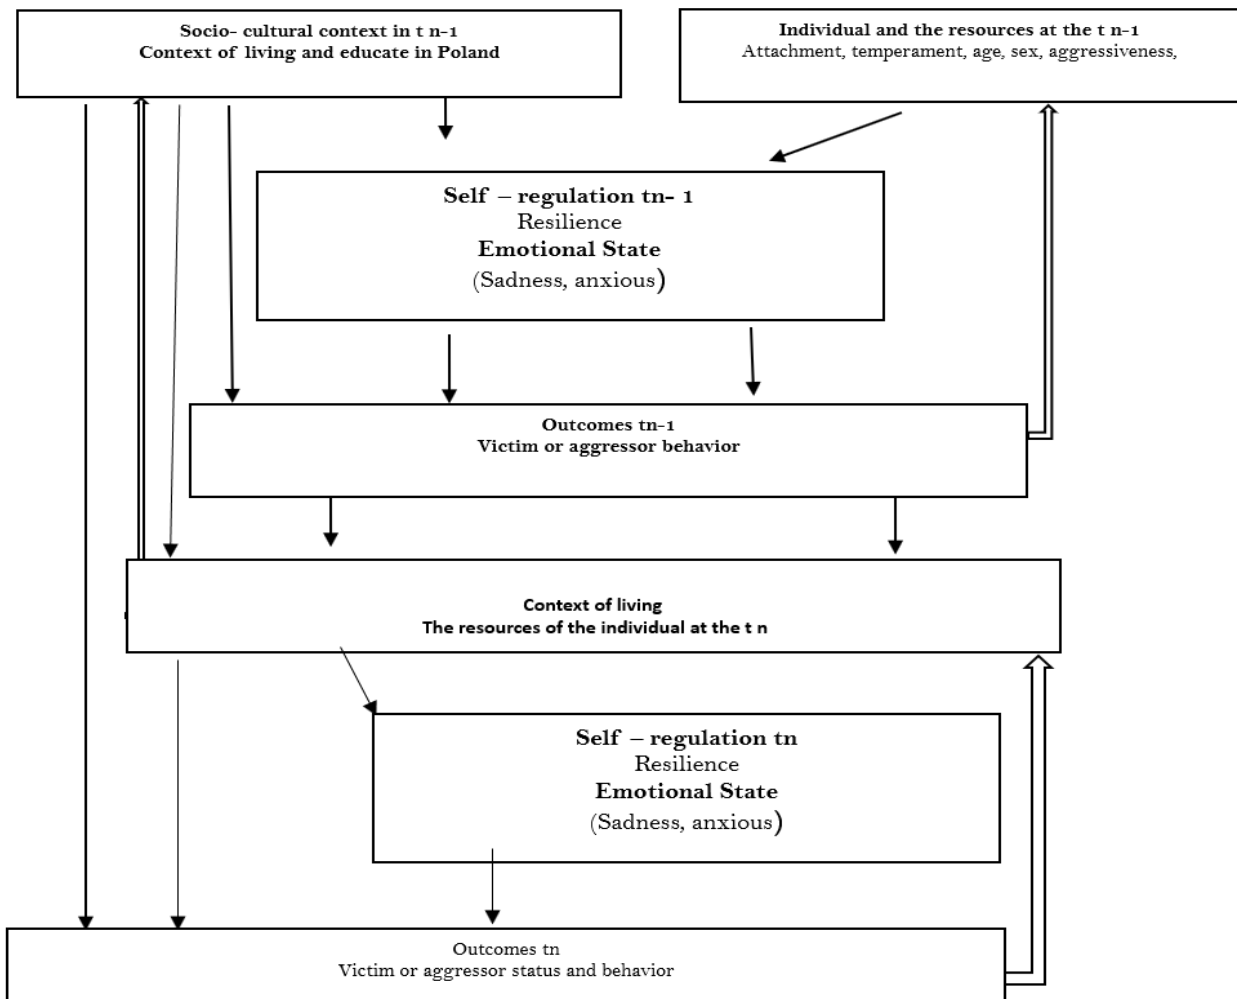 Socio- cultural context in t n-1
Context of living and educate in Poland
Individual and the resources at the t n-1
Attachment, temperament, age, sex, aggressiveness,
Self – regulation tn- 1
Resilience
Emotional State
(Sadness, anxious)
Outcomes tn-1
Victim or aggressor behavior
Context of living
The resources of the individual at the t n
Self – regulation tn
Resilience
Emotional State
(Sadness, anxious)
Outcomes tn
Victim or aggressor status and behavior